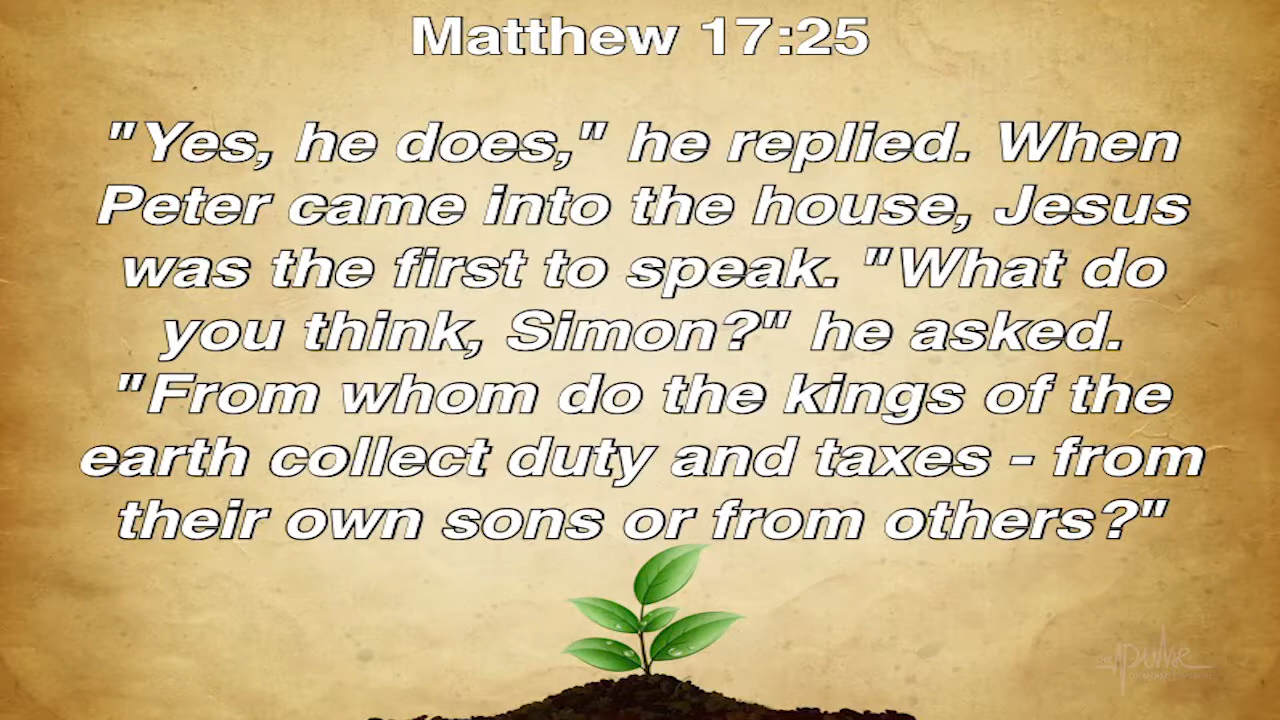 Matthew 17:25
"Yes, he does," he replied. When
Peter came into the house, Jesus
was the first to speak. "What do
you think, Simon?" he asked.
"From whom do the kings of the
earth collect duty and taxes - from
their own sons or from others?"
THE pulse